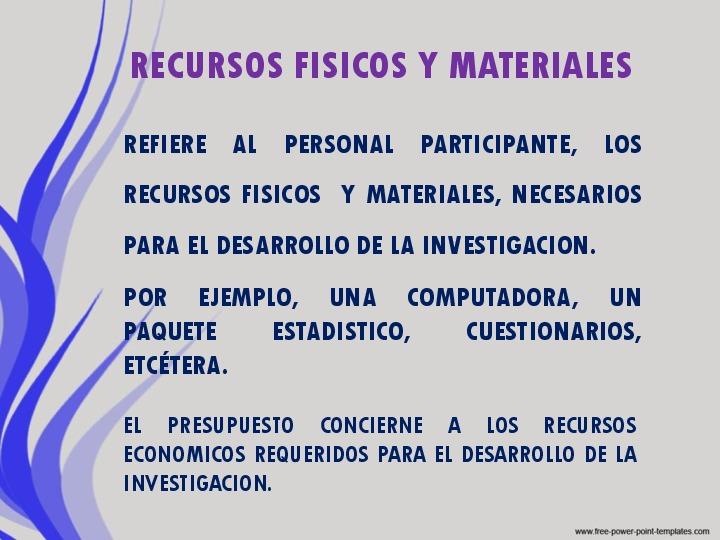 RECURSOS FISICOS Y MATERIALES
REFIERE AL PERSONAL PARTICIPANTE, LOS
RECURSOS FISICOS Y MATERIALES, NECESARIOS
PARA EL DESARROLLO DE LA INVESTIGACION.
POR EJEMPLO, UNA COMPUTADORA, UN
PAQUETE ESTADISTICO, CUESTIONARIOS,
ETCÉTERA.
EL PRESUPUESTO CONCIERNE A LOS RECURSOS
ECONOMICOS REQUERIDOS PARA EL DESARROLLO DE LA
INVESTIGACION.
www.free-power-point-templates.com